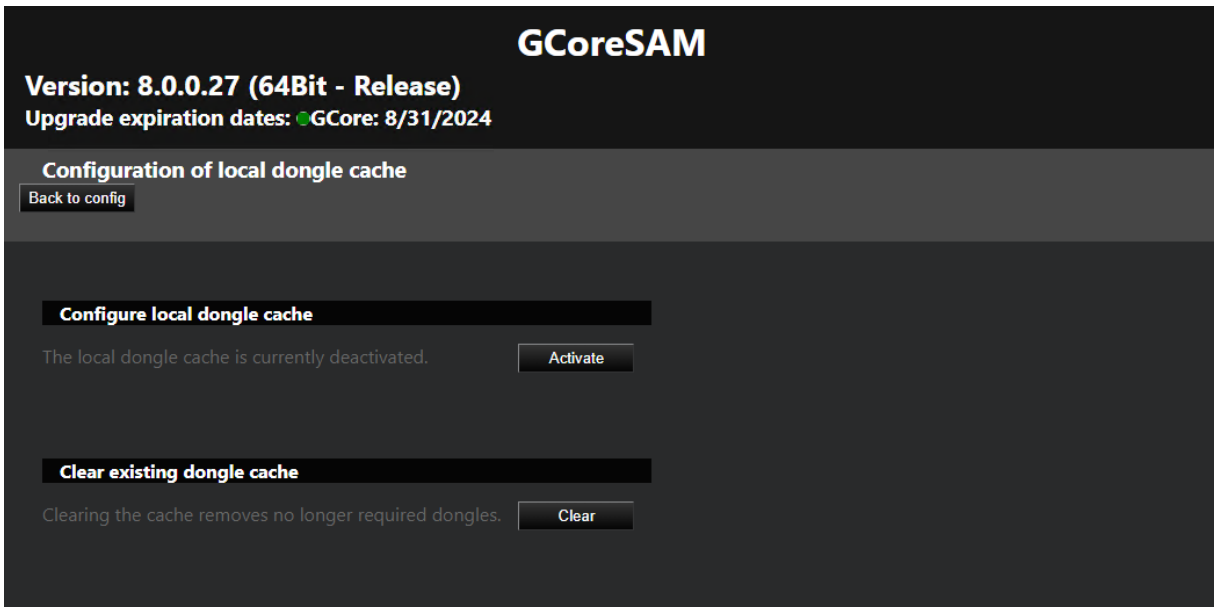 GCoreSAM
Version: 8.0.0.27 (64Bit - Release)
Upgrade expiration dates: GCore: 8/31/2024
Configuration of local dongle cache
Back to config
Configure local dongle cache
The local dongle cache is currently deactivated. Activate
Clear existing dongle cache
Clearing the cache removes no longer required dongles. Clear